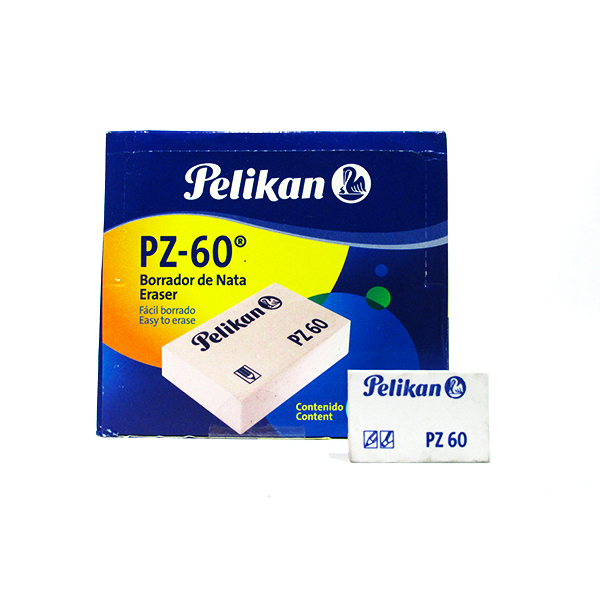 Pelikan
PZ-60®
Borrador de Nata
Eraser
Fácil borrado
Easy to erase
Pelikan
PZ 60
Contenido
Content
Pelikan
PZ 60